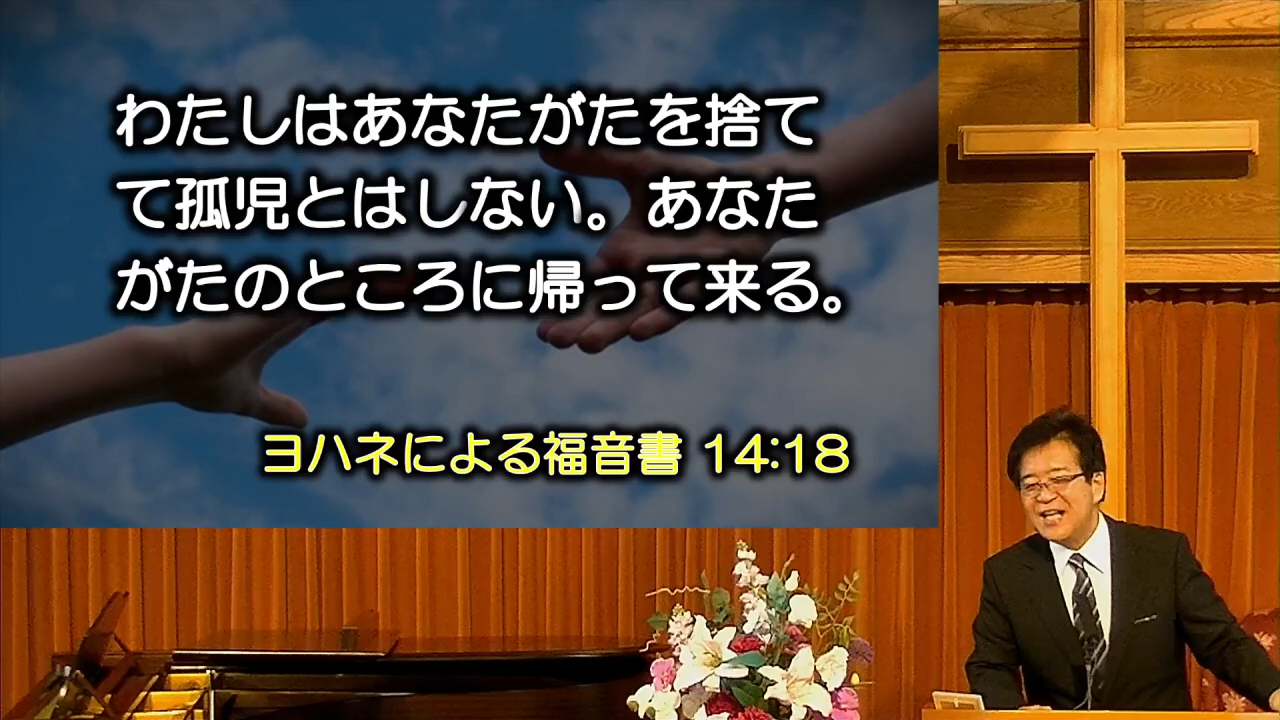 わたしはあなたがたを捨て
て孤児とはしない。あなた
がたのところに帰って来る。
ヨハネによる福音書 14:18